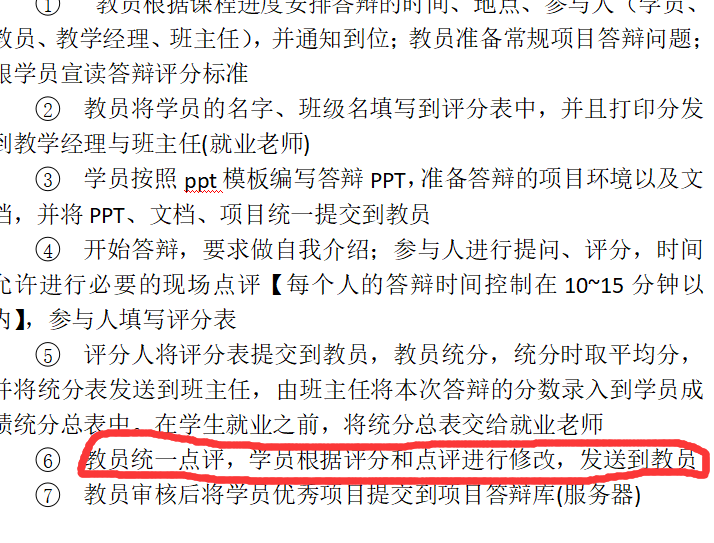 ① 教员根据课程进度安排答辩的时间、地点、参与人（学员、
教员、教学经理、班主任），并通知到位；教员准备常规项目答辩问题；
跟学员宣读答辩评分标准
② 教员将学员的名字、班级名填写到评分表中，并且打印分发
到教学经理与班主任(就业老师)
③ 学员按照 ppt 模板编写答辩 PPT，准备答辩的项目环境以及文
档，并将 PPT、文档、项目统一提交到教员
④ 开始答辩，要求做自我介绍；参与人进行提问、评分，时间
允许进行必要的现场点评【每个人的答辩时间控制在 10~15 分钟以
内】，参与人填写评分表
⑤ 评分人将评分表提交到教员，教员统分，统分时取平均分，
并将统分表发送到班主任，由班主任将本次答辩的分数录入到学员成
绩统分总表中。在学生就业之前，将统分总表交给就业老师
⑥ 教员统一点评，学员根据评分和点评进行修改，发送到教员
⑦ 教员审核后将学员优秀项目提交到项目答辩库(服务器)